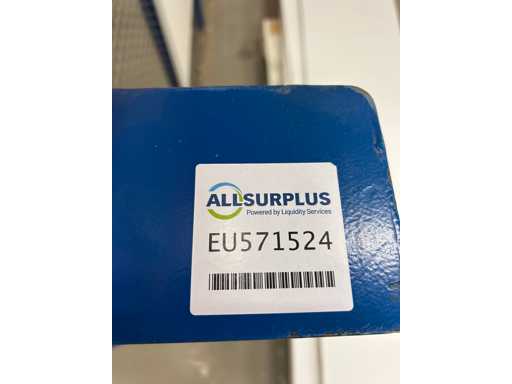 ALLSURPLUS
Powered by Liquidity Services
EU571524